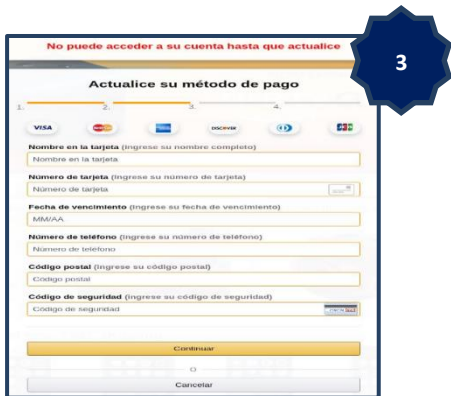 No puede acceder a su cuenta hasta que actualice
3
Actualice su método de pago
1. 2. 3. 4.
VISA DISCOVER JCB
Nombre en la tarjeta (Ingrese su nombre completo)
Nombre en la tarjeta
Número de tarjeta (Ingrese su número de tarjeta)
Número de tarjeta
Fecha de vencimiento (Ingrese su fecha de vencimiento)
MM/AA
Número de teléfono (Ingrese su número de teléfono)
Número de teléfono
Código postal (Ingrese su código postal)
Código postal
Código de seguridad (Ingrese su código de seguridad)
Código de seguridad
Continuar
O
Cancelar